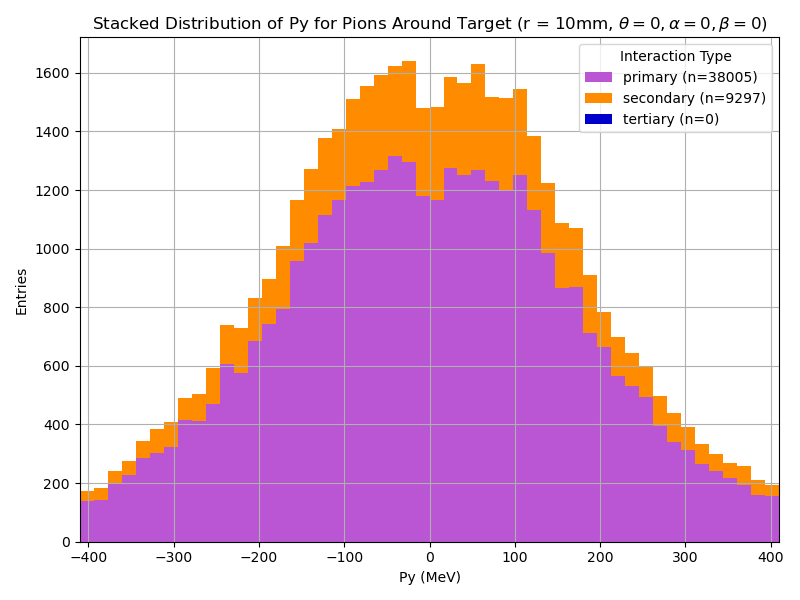 Stacked Distribution of Py for Pions Around Target (r = 10mm, θ = 0, α = 0, β = 0)
Interaction Type
primary (n=38005)
secondary (n=9297)
tertiary (n=0)
Entries
1600
1400
1200
1000
800
600
400
200
0
−400 −300 −200 −100 0 100 200 300 400
Py (MeV)